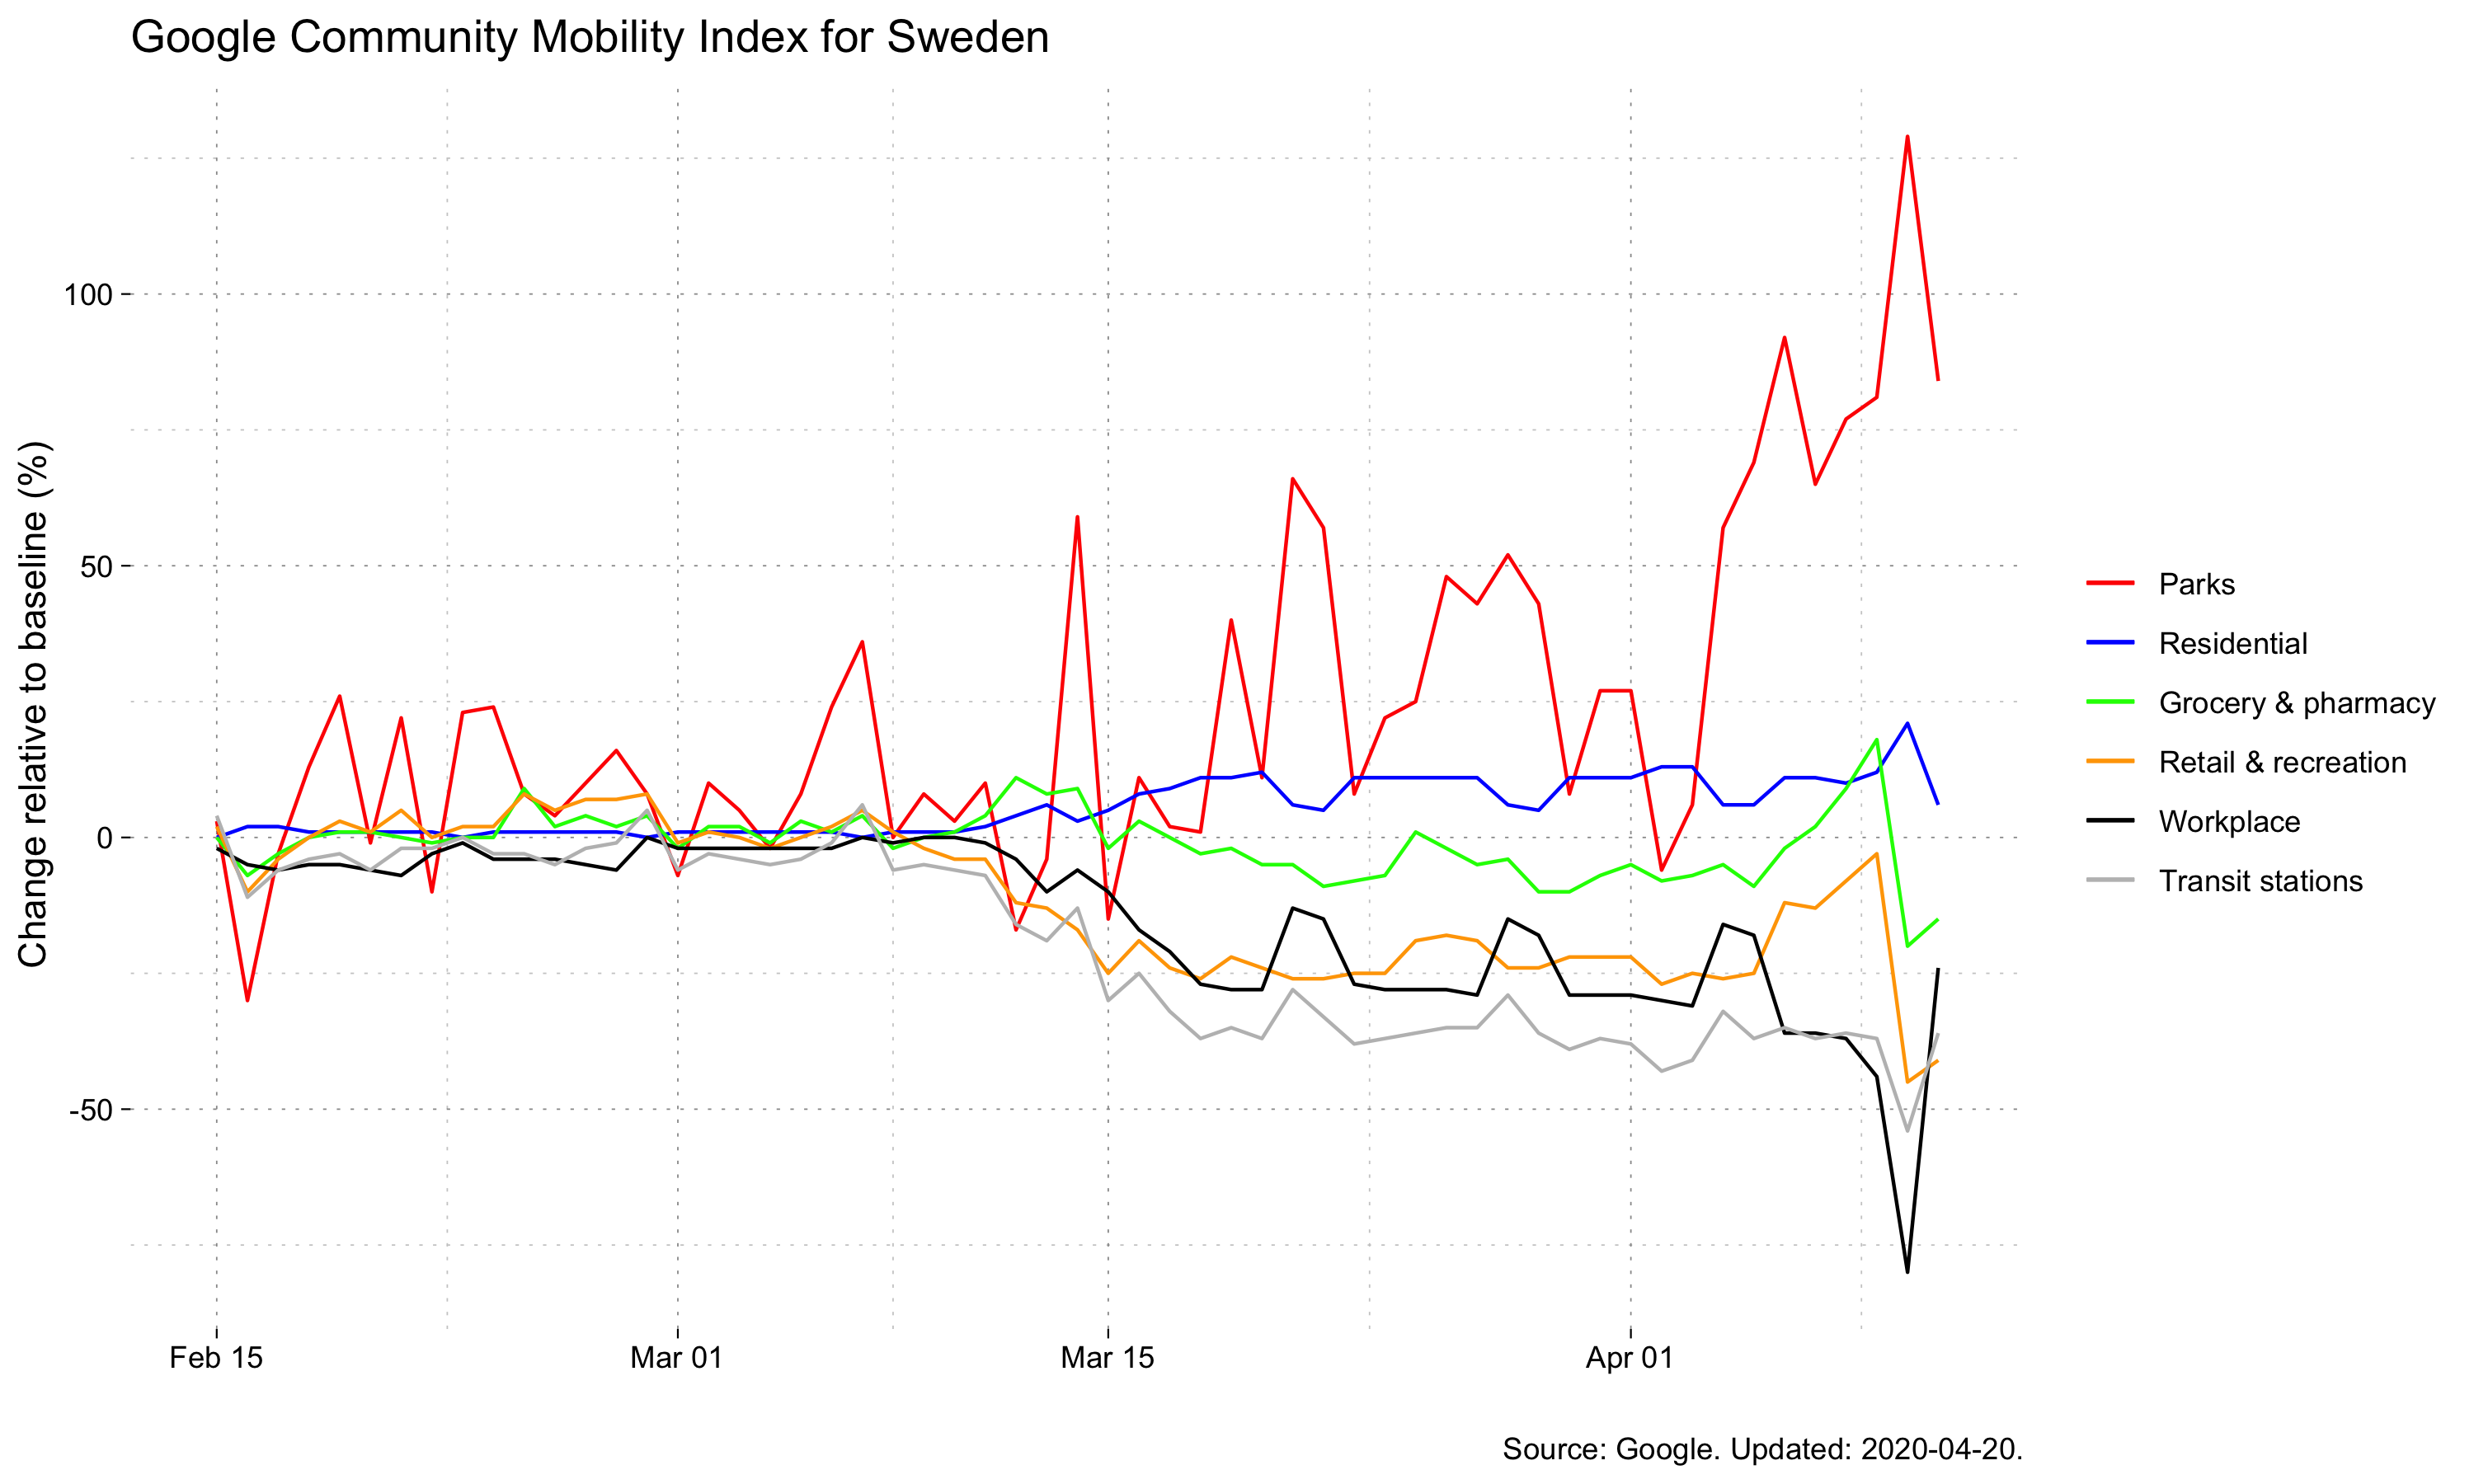 Google Community Mobility Index for Sweden
Change relative to baseline (%)
100
50
0
-50
Feb 15
Mar 01
Mar 15
Apr 01
Parks
Residential
Grocery & pharmacy
Retail & recreation
Workplace
Transit stations
Source: Google. Updated: 2020-04-20.